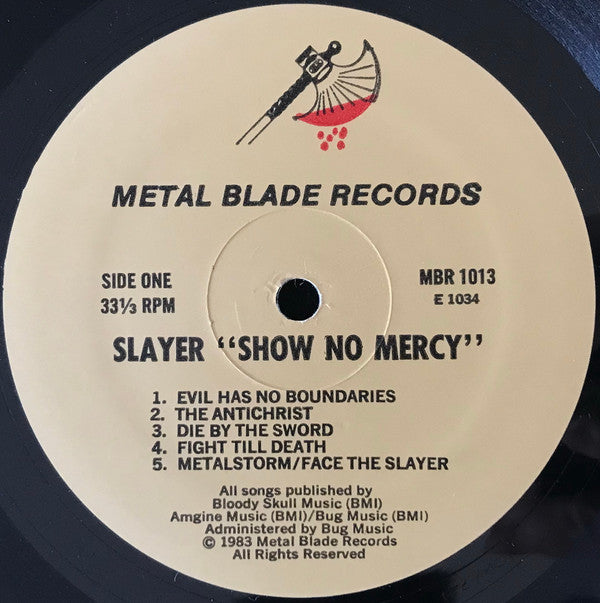 METAL BLADE RECORDS
SIDE ONE
33⅓ RPM
MBR 1013
E 1034
SLAYER “SHOW NO MERCY”
1. EVIL HAS NO BOUNDARIES
2. THE ANTICHRIST
3. DIE BY THE SWORD
4. FIGHT TILL DEATH
5. METALSTORM/FACE THE SLAYER
All songs published by
Bloody Skull Music (BMI)
Amgine Music (BMI)/Bug Music (BMI)
Administered by Bug Music
© 1983 Metal Blade Records
All Rights Reserved